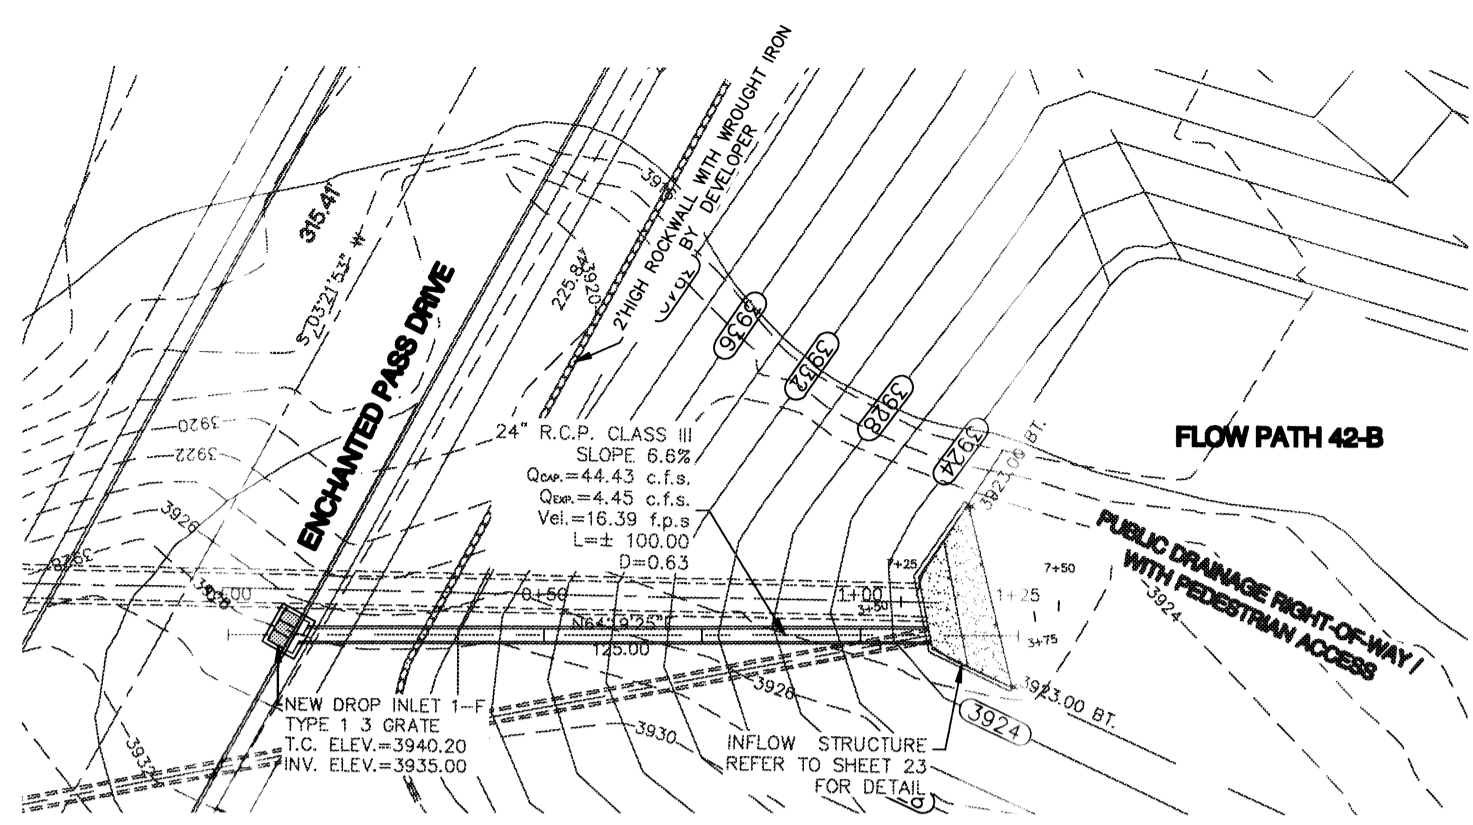 2'HIGH ROCKWALL WITH WROUGHT IRON
BY DEVELOPER
315.41'
S 03°21'53" W
ENCHANTED PASS DRIVE
225.84'
3920
3936
3932
3928
3924
3923.00 BT.
FLOW PATH 42-B
3920
3922
3926
24" R.C.P. CLASS III
SLOPE 6.6%
QCAP.=44.43 c.f.s.
QEXP.=4.45 c.f.s.
Vel.=16.39 f.p.s
L=± 100.00
D=0.63
PUBLIC DRAINAGE RIGHT-OF-WAY /
WITH PEDESTRIAN ACCESS
7+25
7+50
0+50
1+00
3+50
1+25
3+75
125.00
3924
3926
3930
3923.00 BT.
3924
NEW DROP INLET 1-F
TYPE 1 3 GRATE
T.C. ELEV.=3940.20
INV. ELEV.=3935.00
INFLOW STRUCTURE
REFER TO SHEET 23
FOR DETAIL